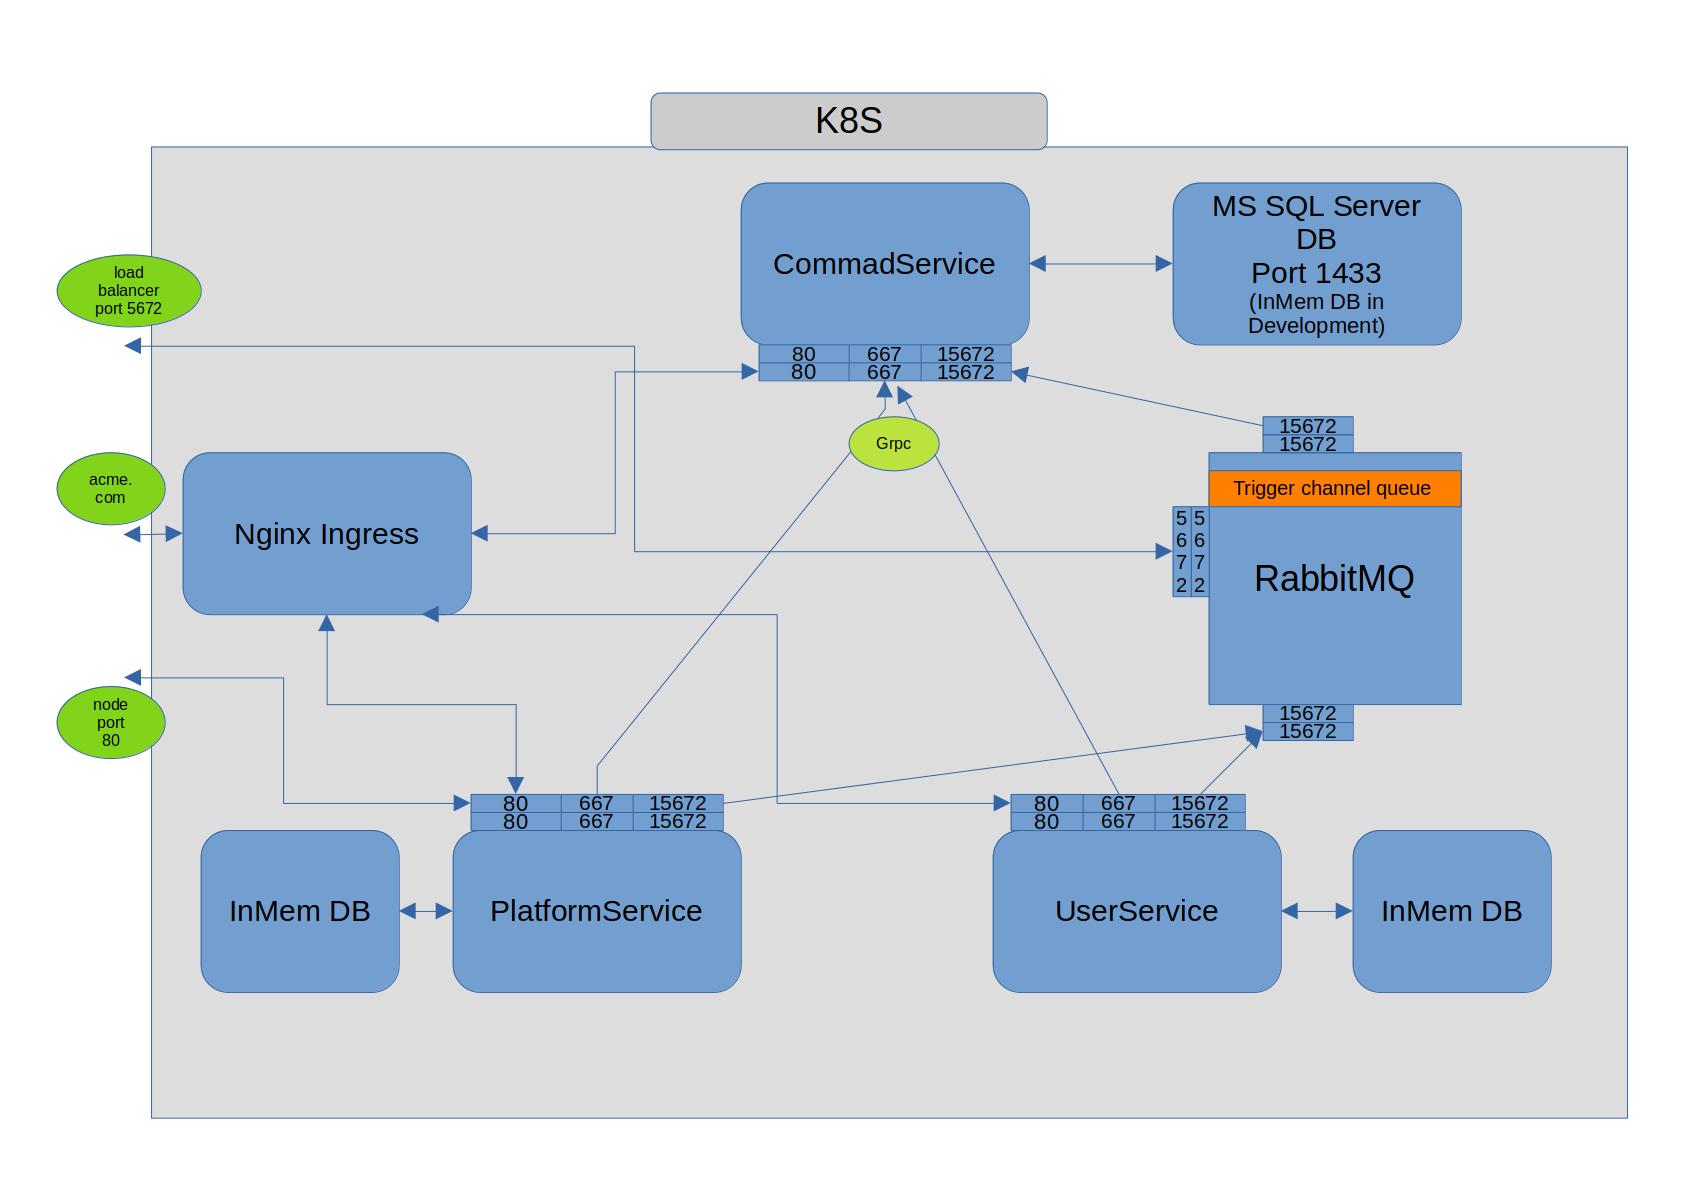 K8S
CommadService
MS SQL Server
DB
Port 1433
(InMem DB in
Development)
load
balancer
port 5672
80 667 15672
80 667 15672
15672
15672
Grpc
acme.
com
Nginx Ingress
Trigger channel queue
5 5
6 6
7 7
2 2
RabbitMQ
node
port
80
15672
15672
80 667 15672
80 667 15672
80 667 15672
80 667 15672
InMem DB
PlatformService
UserService
InMem DB